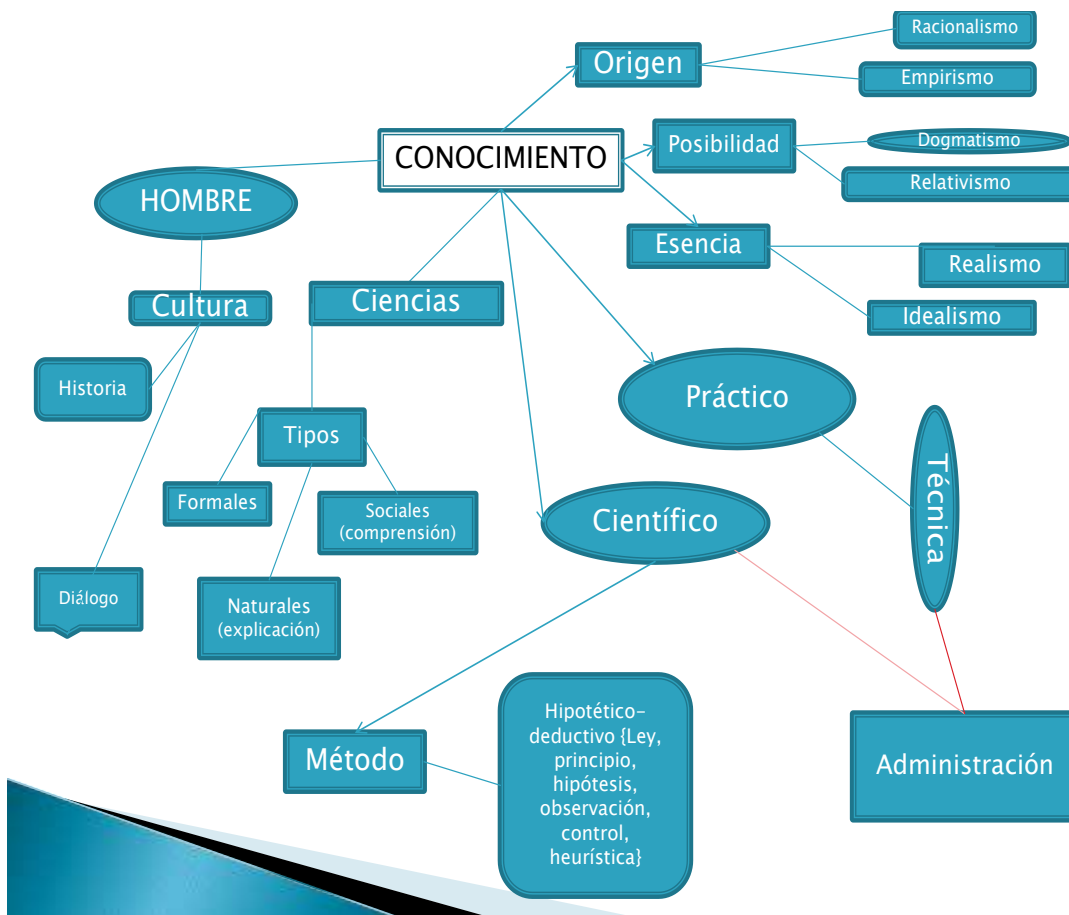 Racionalismo
Origen
Empirismo
Posibilidad
Dogmatismo
CONOCIMIENTO
Relativismo
HOMBRE
Esencia
Realismo
Cultura
Ciencias
Idealismo
Historia
Práctico
Tipos
Técnica
Formales
Sociales
(comprensión)
Científico
Diálogo
Naturales
(explicación)
Método
Hipotético-
deductivo {Ley,
principio,
hipótesis,
observación,
control,
heurística}
Administración